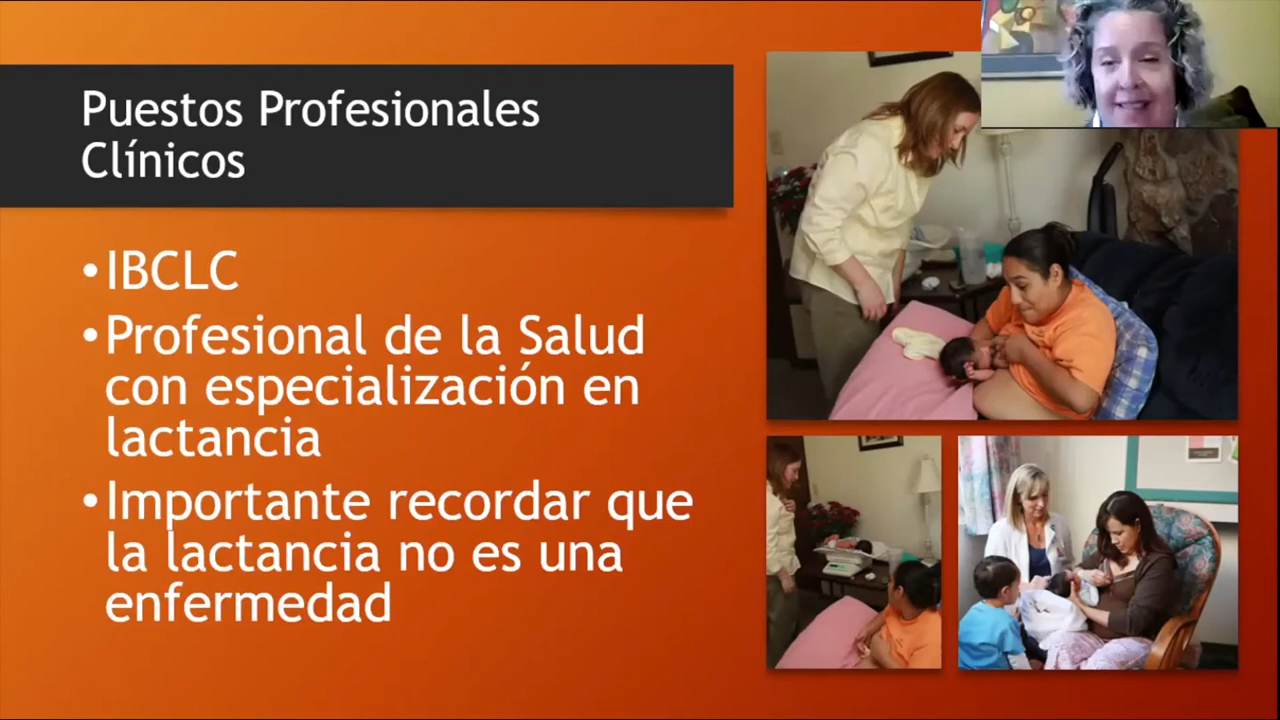 Puestos Profesionales
Clínicos
•IBCLC
•Profesional de la Salud
con especialización en
lactancia
•Importante recordar que
la lactancia no es una
enfermedad